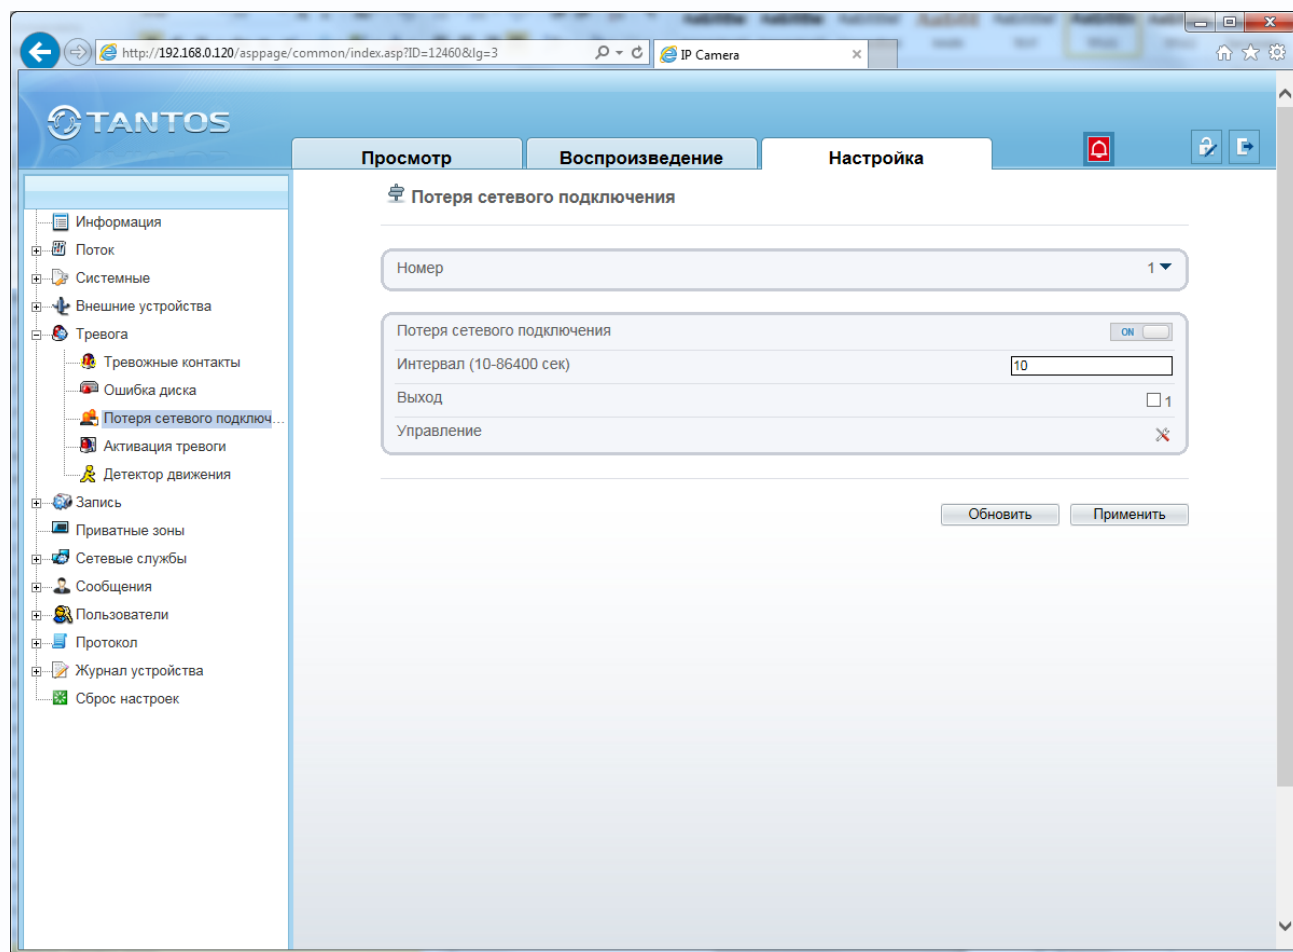 http://192.168.0.120/asppage/common/index.asp?ID=12460&lg=3
IP Camera
TANTOS
Просмотр
Воспроизведение
Настройка
Потеря сетевого подключения
Информация
Поток
Системные
Внешние устройства
Тревога
Тревожные контакты
Ошибка диска
Потеря сетевого подключ...
Активация тревоги
Детектор движения
Запись
Приватные зоны
Сетевые службы
Сообщения
Пользователи
Протокол
Журнал устройства
Сброс настроек
Номер 1
Потеря сетевого подключения ON
Интервал (10-86400 сек) 10
Выход 1
Управление
Обновить Применить